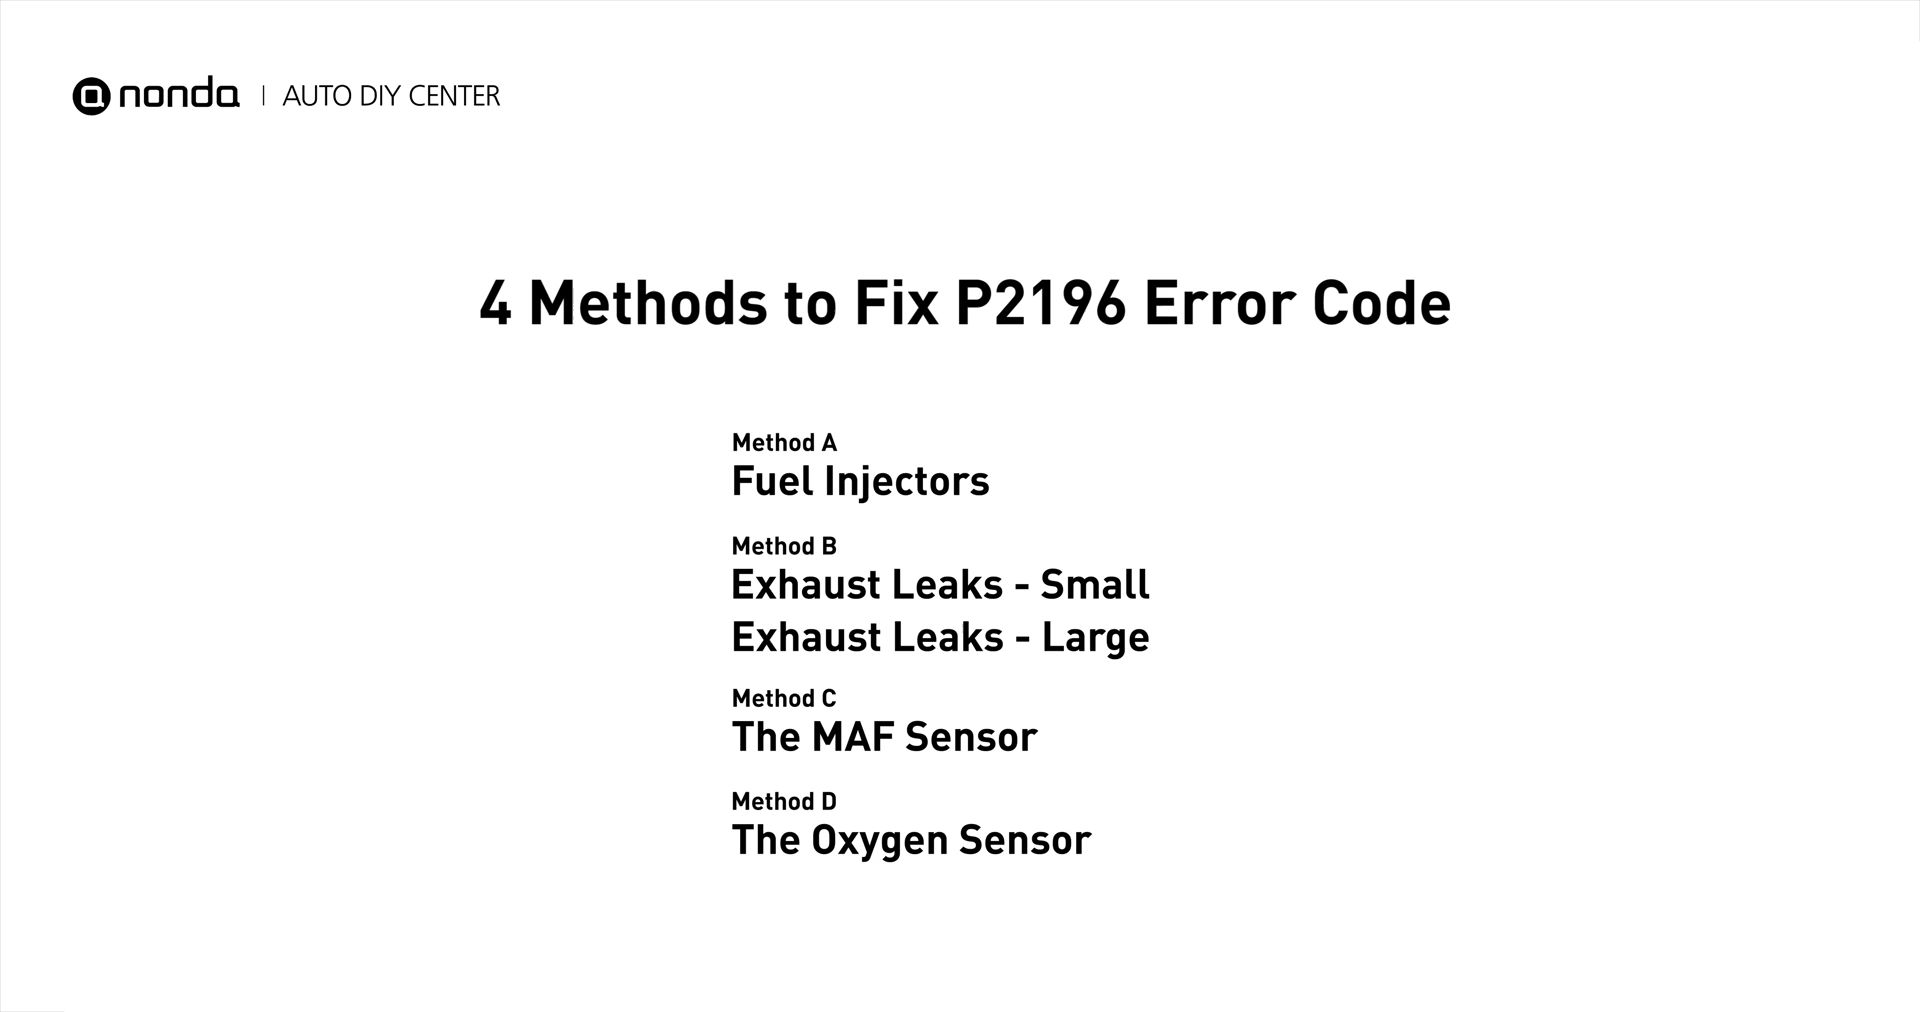 nonda | AUTO DIY CENTER
4 Methods to Fix P2196 Error Code
Method A
Fuel Injectors
Method B
Exhaust Leaks - Small
Exhaust Leaks - Large
Method C
The MAF Sensor
Method D
The Oxygen Sensor